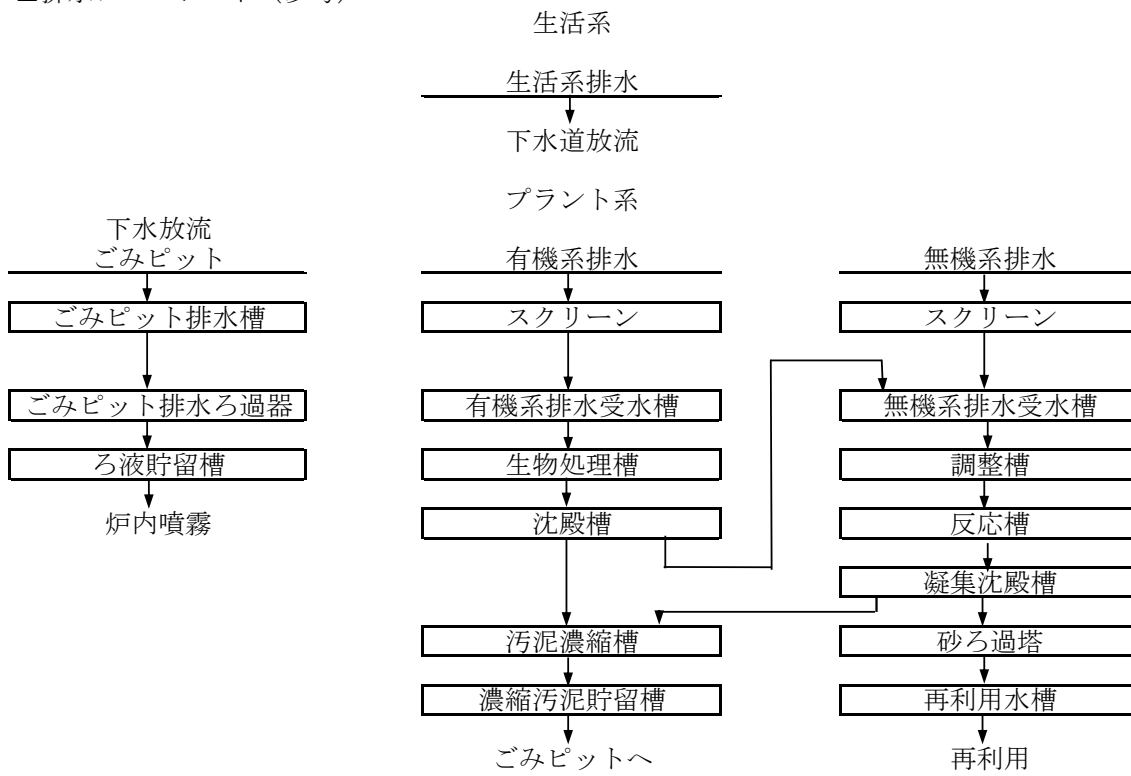 生活系
生活系排水
下水道放流
プラント系
下水放流
ごみピット
ごみピット排水槽
ごみピット排水ろ過器
ろ液貯留槽
炉内噴霧
有機系排水
スクリーン
有機系排水受水槽
生物処理槽
沈殿槽
汚泥濃縮槽
濃縮汚泥貯留槽
ごみピットへ
無機系排水
スクリーン
無機系排水受水槽
調整槽
反応槽
凝集沈殿槽
砂ろ過塔
再利用水槽
再利用